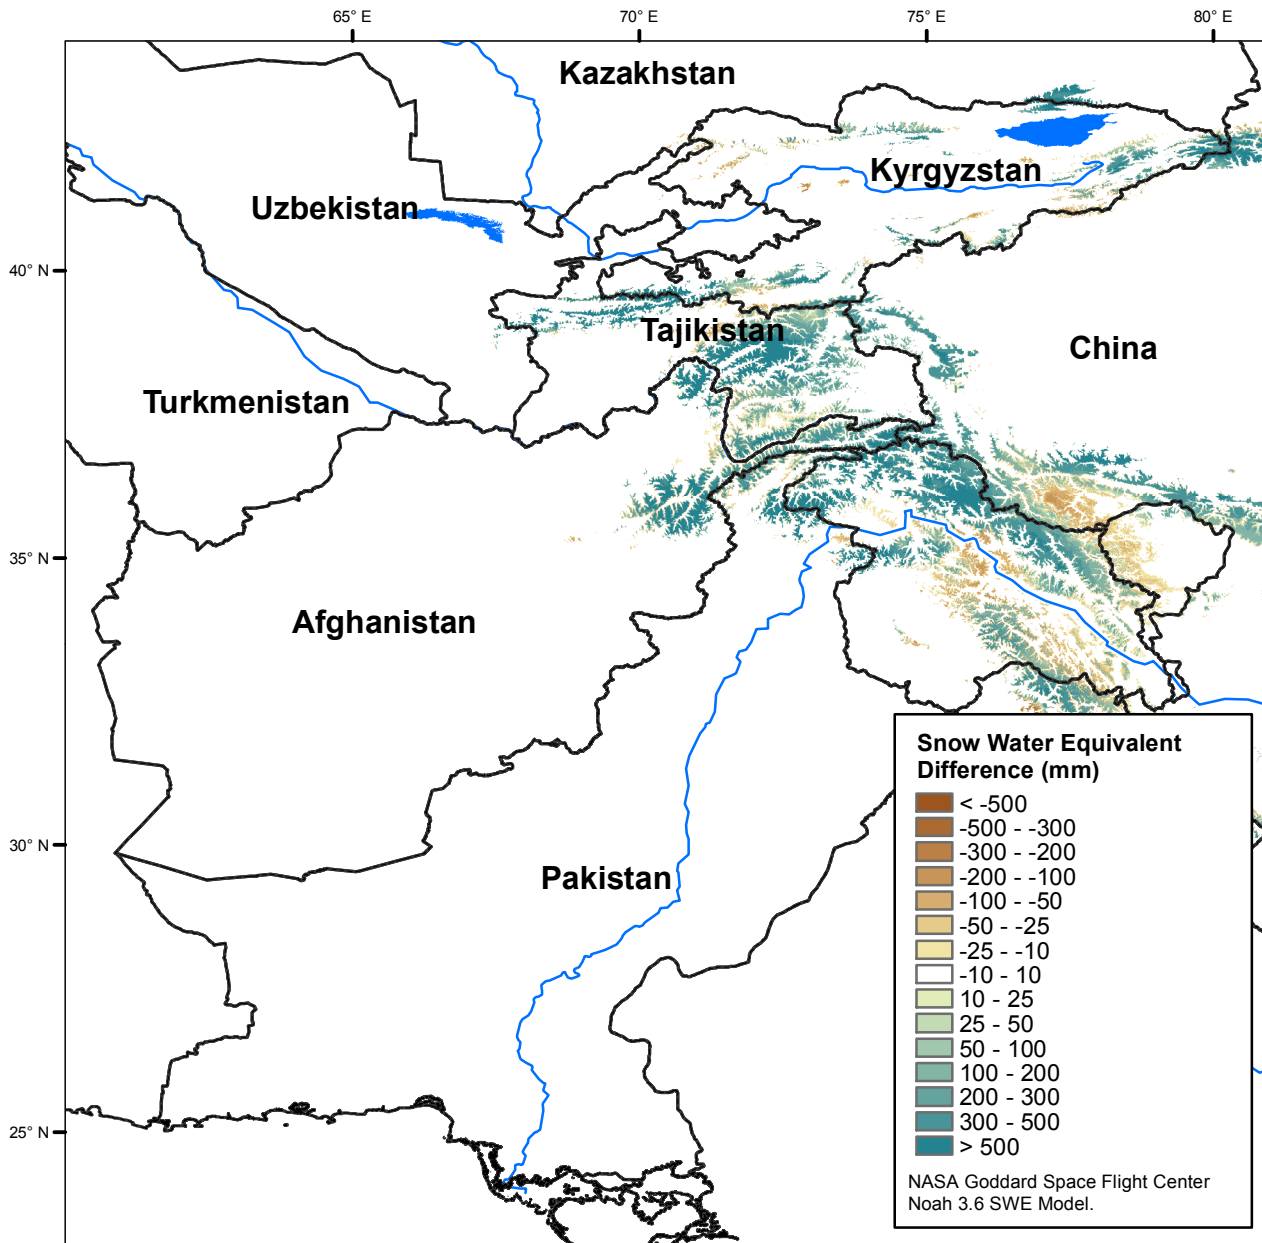 65° E
70° E
75° E
80° E
Kazakhstan
Kyrgyzstan
Uzbekistan
40° N
Tajikistan
China
Turkmenistan
35° N
Afghanistan
30° N
Pakistan
25° N
Snow Water Equivalent
Difference (mm)
< -500
-500 - -300
-300 - -200
-200 - -100
-100 - -50
-50 - -25
-25 - -10
-10 - 10
10 - 25
25 - 50
50 - 100
100 - 200
200 - 300
300 - 500
> 500
NASA Goddard Space Flight Center
Noah 3.6 SWE Model.